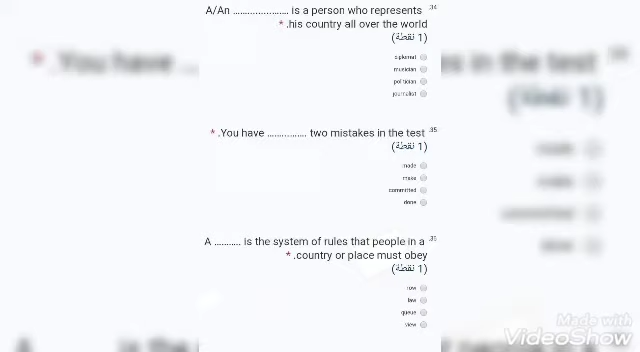 .34 A/An ...................... is a person who represents
* .his country all over the world
(1 نقطة)
diplomat
musician
politician
journalist
.35 You have ................ two mistakes in the test
* .
(1 نقطة)
made
make
committed
done
A ........... is the system of rules that people in a
* .country or place must obey
(1 نقطة)
row
law
queue
view
Made with
VideoShow